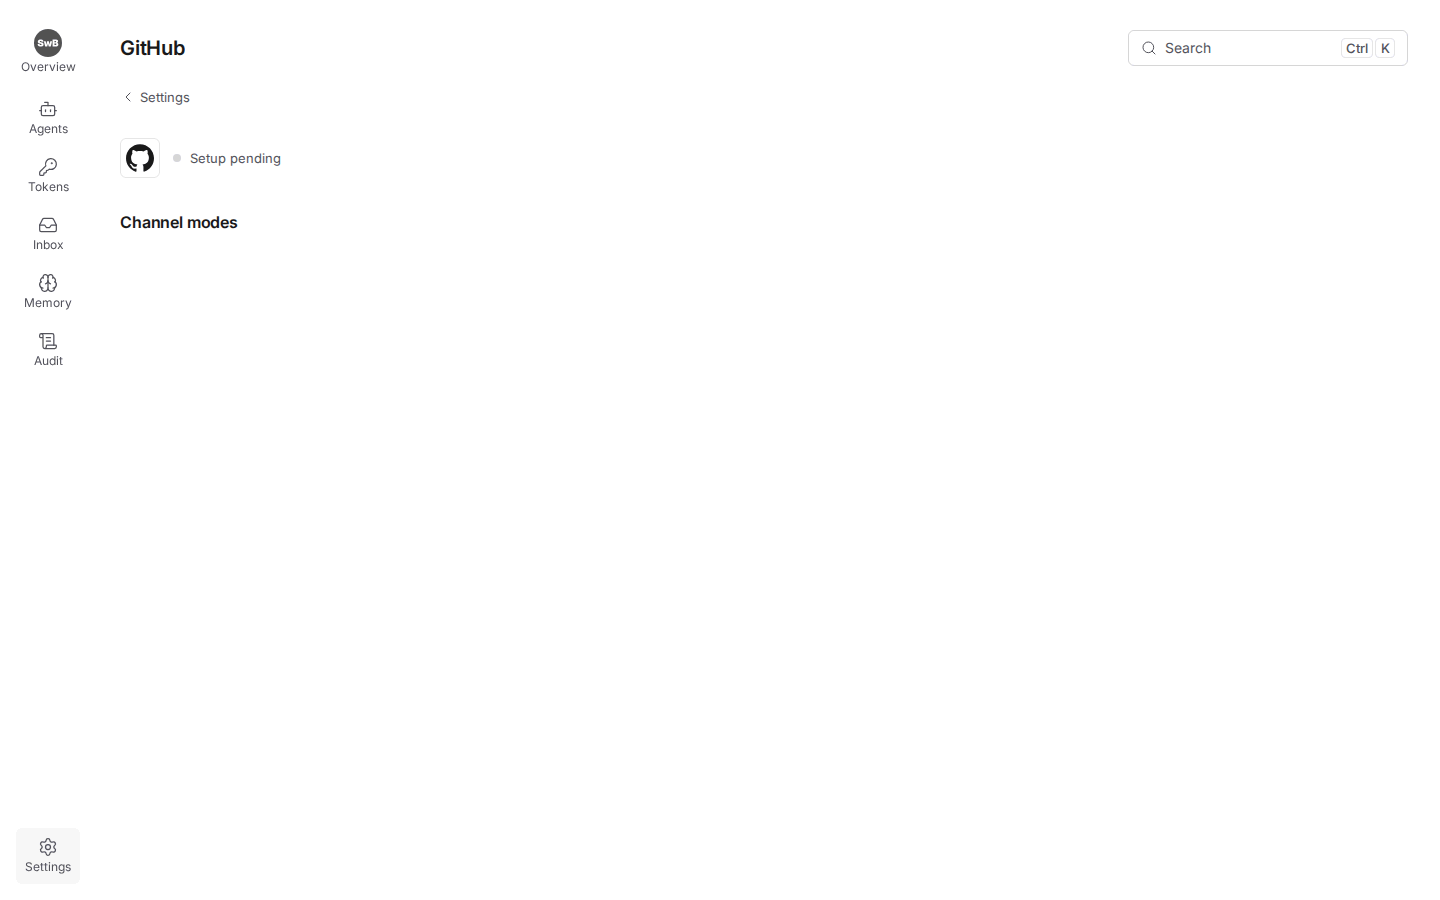 SwB
Overview
Agents
Tokens
Inbox
Memory
Audit
Settings
GitHub
Search Ctrl K
Settings
Setup pending
Channel modes